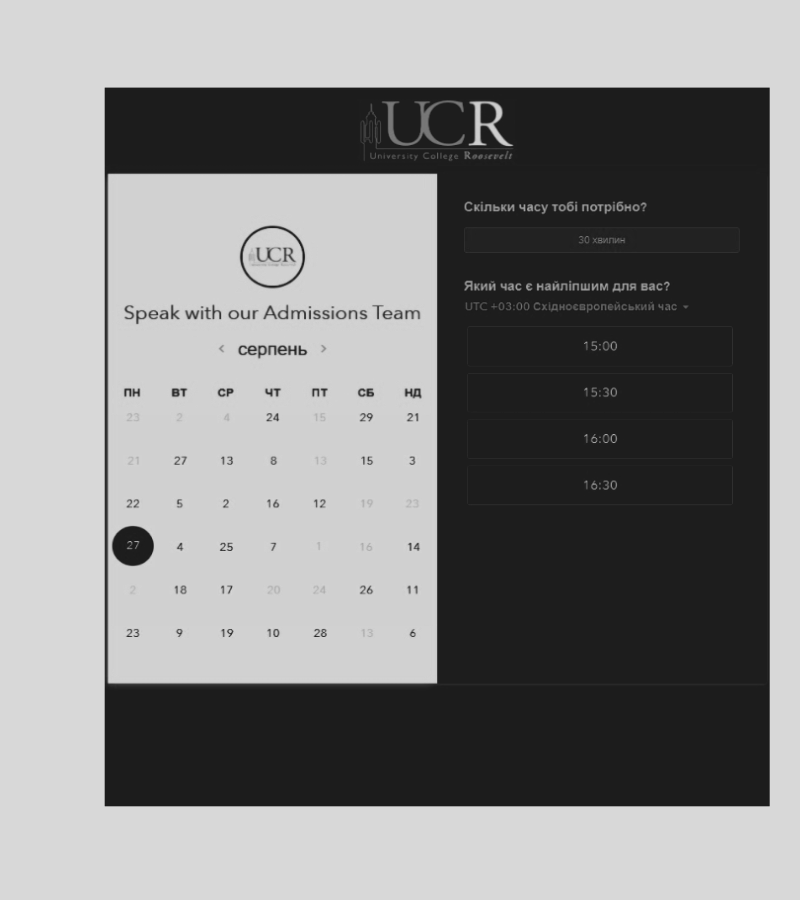 UCR
University College Roosevelt
UCR
Speak with our Admissions Team
< серпень >
ПН ВТ СР ЧТ ПТ СБ НД
23 2 4 24 15 29 21
21 27 13 8 13 15 3
22 5 2 16 12 19 23
27 4 25 7 1 16 14
2 18 17 20 24 26 11
23 9 19 10 28 13 6
Скільки часу тобі потрібно?
30 хвилин
Який час є найліпшим для вас?
UTC +03:00 Східноєвропейський час
15:00
15:30
16:00
16:30